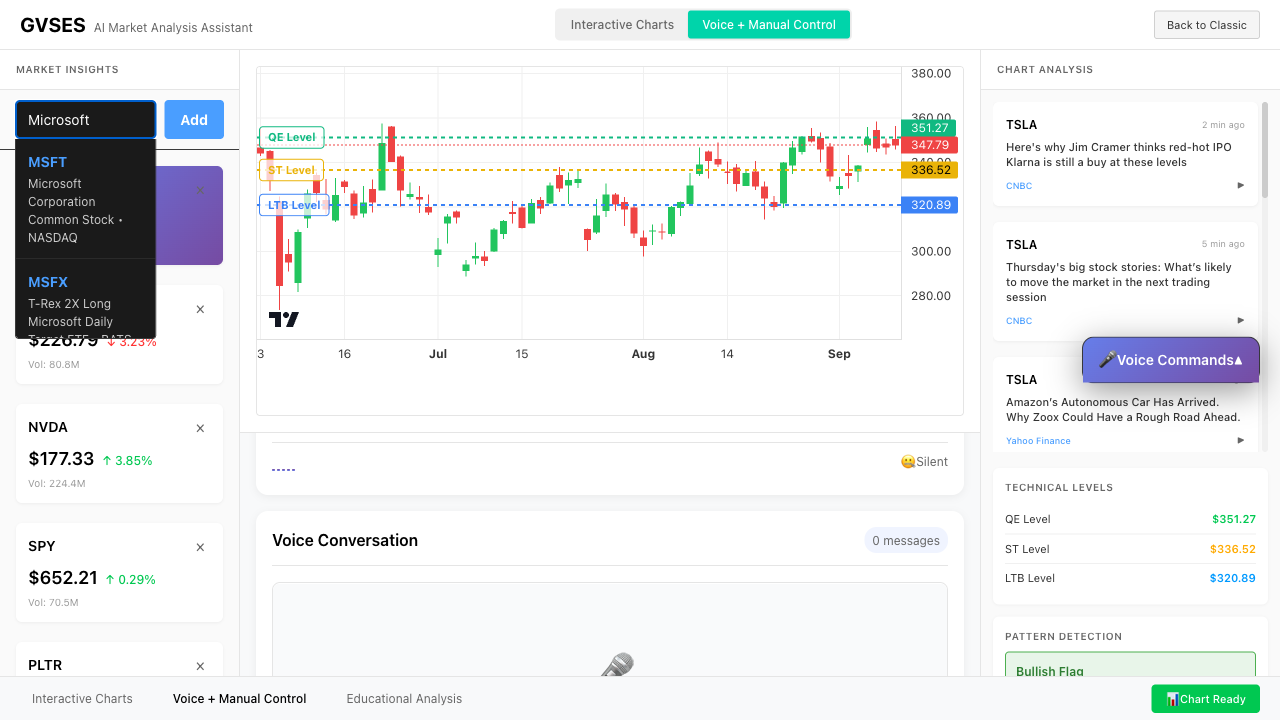 GVSES AI Market Analysis Assistant
Interactive Charts
Voice + Manual Control
Back to Classic
MARKET INSIGHTS
Microsoft
Add
MSFT
Microsoft
Corporation
Common Stock •
NASDAQ
MSFX
T-Rex 2X Long
Microsoft Daily
Target ETF • BATS
$226.79 ↓ 3.23%
Vol: 80.8M
×
NVDA ×
$177.33 ↑ 3.85%
Vol: 224.4M
SPY ×
$652.21 ↑ 0.29%
Vol: 70.5M
PLTR ×
QE Level
ST Level
LTB Level
380.00
360.00
351.27
347.79
340.00
336.52
320.89
300.00
280.00
3 16 Jul 15 Aug 14 Sep
-----
🤐Silent
Voice Conversation
0 messages
CHART ANALYSIS
TSLA 2 min ago
Here's why Jim Cramer thinks red-hot IPO
Klarna is still a buy at these levels
CNBC ▶
TSLA 5 min ago
Thursday's big stock stories: What's likely
to move the market in the next trading
session
CNBC ▶
🎤Voice Commands▲
TSLA
Amazon's Autonomous Car Has Arrived.
Why Zoox Could Have a Rough Road Ahead.
Yahoo Finance ▶
TECHNICAL LEVELS
QE Level $351.27
ST Level $336.52
LTB Level $320.89
PATTERN DETECTION
Bullish Flag
Interactive Charts
Voice + Manual Control
Educational Analysis
📊Chart Ready